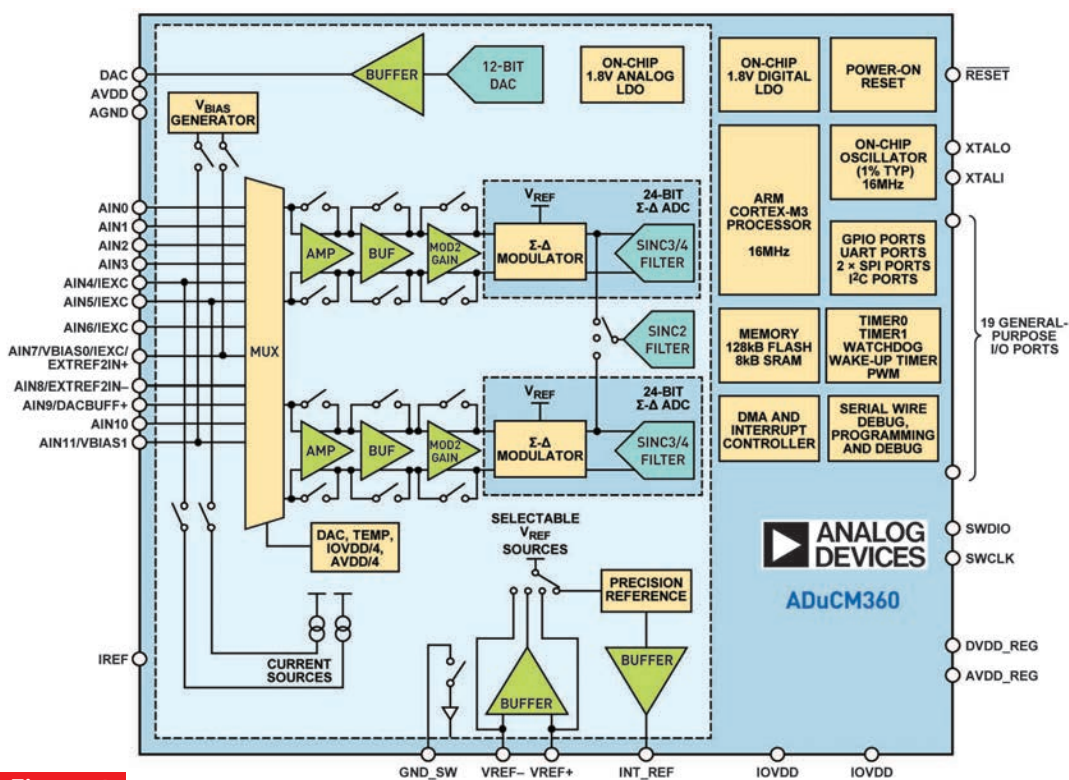 DAC
AVDD
AGND
BUFFER
12-BIT
DAC
ON-CHIP
1.8V ANALOG
LDO
ON-CHIP
1.8V DIGITAL
LDO
POWER-ON
RESET
RESET
VBIAS
GENERATOR
ARM
CORTEX-M3
PROCESSOR
16MHz
ON-CHIP
OSCILLATOR
(1% TYP)
16MHz
XTALO
XTALI
AIN0
AIN1
AIN2
AIN3
AIN4/IEXC
AIN5/IEXC
AIN6/IEXC
AIN7/VBIAS0/IEXC/
EXTREF2IN+
AIN8/EXTREF2IN–
AIN9/DACBUFF+
AIN10
AIN11/VBIAS1
MUX
AMP
BUF
MOD2
GAIN
VREF
Σ-Δ
MODULATOR
24-BIT
Σ-Δ ADC
SINC3/4
FILTER
SINC2
FILTER
AMP
BUF
MOD2
GAIN
VREF
Σ-Δ
MODULATOR
24-BIT
Σ-Δ ADC
SINC3/4
FILTER
GPIO PORTS
UART PORTS
2 × SPI PORTS
I2C PORTS
MEMORY
128kB FLASH
8kB SRAM
TIMER0
TIMER1
WATCHDOG
WAKE-UP TIMER
PWM
DMA AND
INTERRUPT
CONTROLLER
SERIAL WIRE
DEBUG,
PROGRAMMING
AND DEBUG
19 GENERAL-
PURPOSE
I/O PORTS
DAC, TEMP,
IOVDD/4,
AVDD/4
SELECTABLE
VREF
SOURCES
PRECISION
REFERENCE
ANALOG
DEVICES
ADuCM360
SWDIO
SWCLK
IREF
CURRENT
SOURCES
BUFFER
BUFFER
DVDD_REG
AVDD_REG
GND_SW
VREF–
VREF+
INT_REF
IOVDD
IOVDD